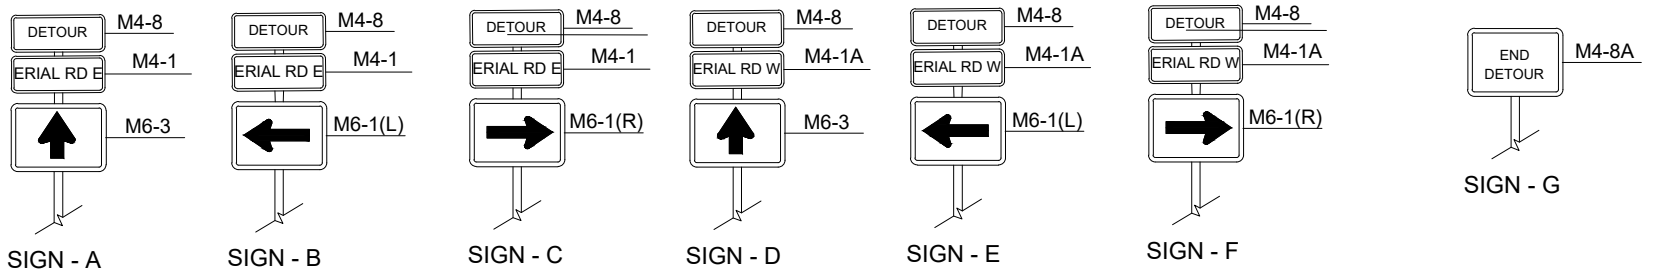 DETOUR M4-8
ERIAL RD E M4-1
M6-3
SIGN - A
DETOUR M4-8
ERIAL RD E M4-1
M6-1(L)
SIGN - B
DETOUR M4-8
ERIAL RD E M4-1
M6-1(R)
SIGN - C
DETOUR M4-8
ERIAL RD W M4-1A
M6-3
SIGN - D
DETOUR M4-8
ERIAL RD W M4-1A
M6-1(L)
SIGN - E
DETOUR M4-8
ERIAL RD W M4-1A
M6-1(R)
SIGN - F
END
DETOUR M4-8A
SIGN - G